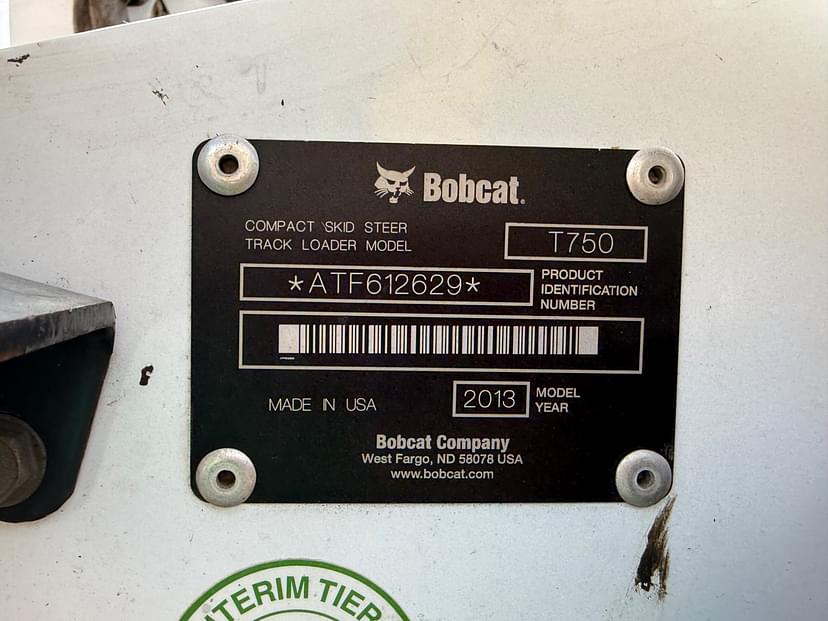 Bobcat.
COMPACT SKID STEER
TRACK LOADER MODEL
T750
*ATF612629*
PRODUCT
IDENTIFICATION
NUMBER
MADE IN USA
2013
MODEL
YEAR
Bobcat Company
West Fargo, ND 58078 USA
www.bobcat.com
INTERIM TIER